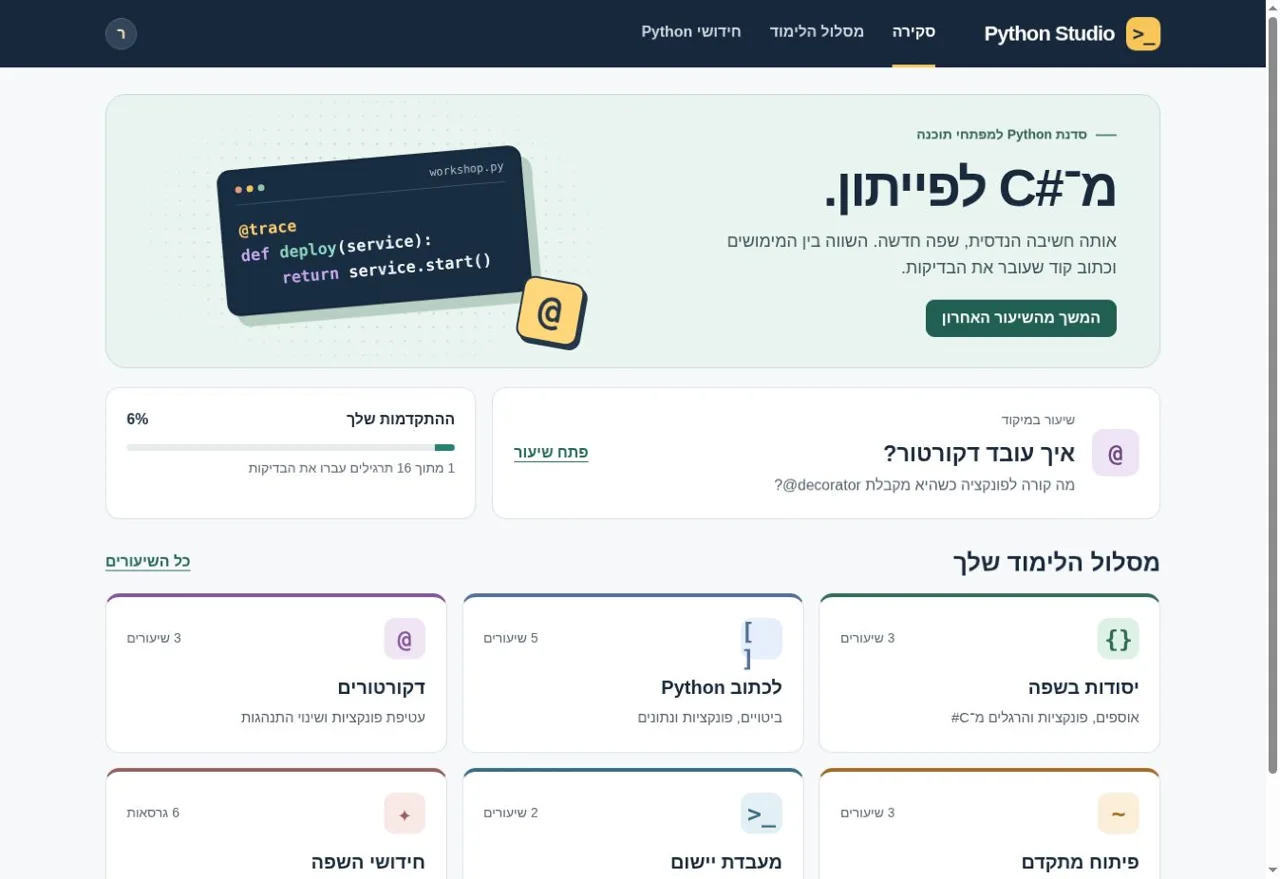 >_ Python Studio
סקירה
מסלול הלימוד
חידושי Python
ר
סדנת Python למפתחי תוכנה
מ־C# לפייתון.
אותה חשיבה הנדסית, שפה חדשה. השווה בין המימושים
וכתוב קוד שעובר את הבדיקות.
המשך מהשיעור האחרון
workshop.py
@trace
def deploy(service):
    return service.start()
@
@
שיעור במיקוד
איך עובד דקורטור?
מה קורה לפונקציה כשהיא מקבלת @decorator?
פתח שיעור
ההתקדמות שלך
6%
1 מתוך 16 תרגילים עברו את הבדיקות
מסלול הלימוד שלך
כל השיעורים
{}
3 שיעורים
יסודות בשפה
אוספים, פונקציות והרגלים מ־C#
[
]
5 שיעורים
לכתוב Python
ביטויים, פונקציות ונתונים
@
3 שיעורים
דקורטורים
עטיפת פונקציות ושינוי התנהגות
~
3 שיעורים
פיתוח מתקדם
>_
2 שיעורים
מעבדת יישום
✦
6 גרסאות
חידושי השפה